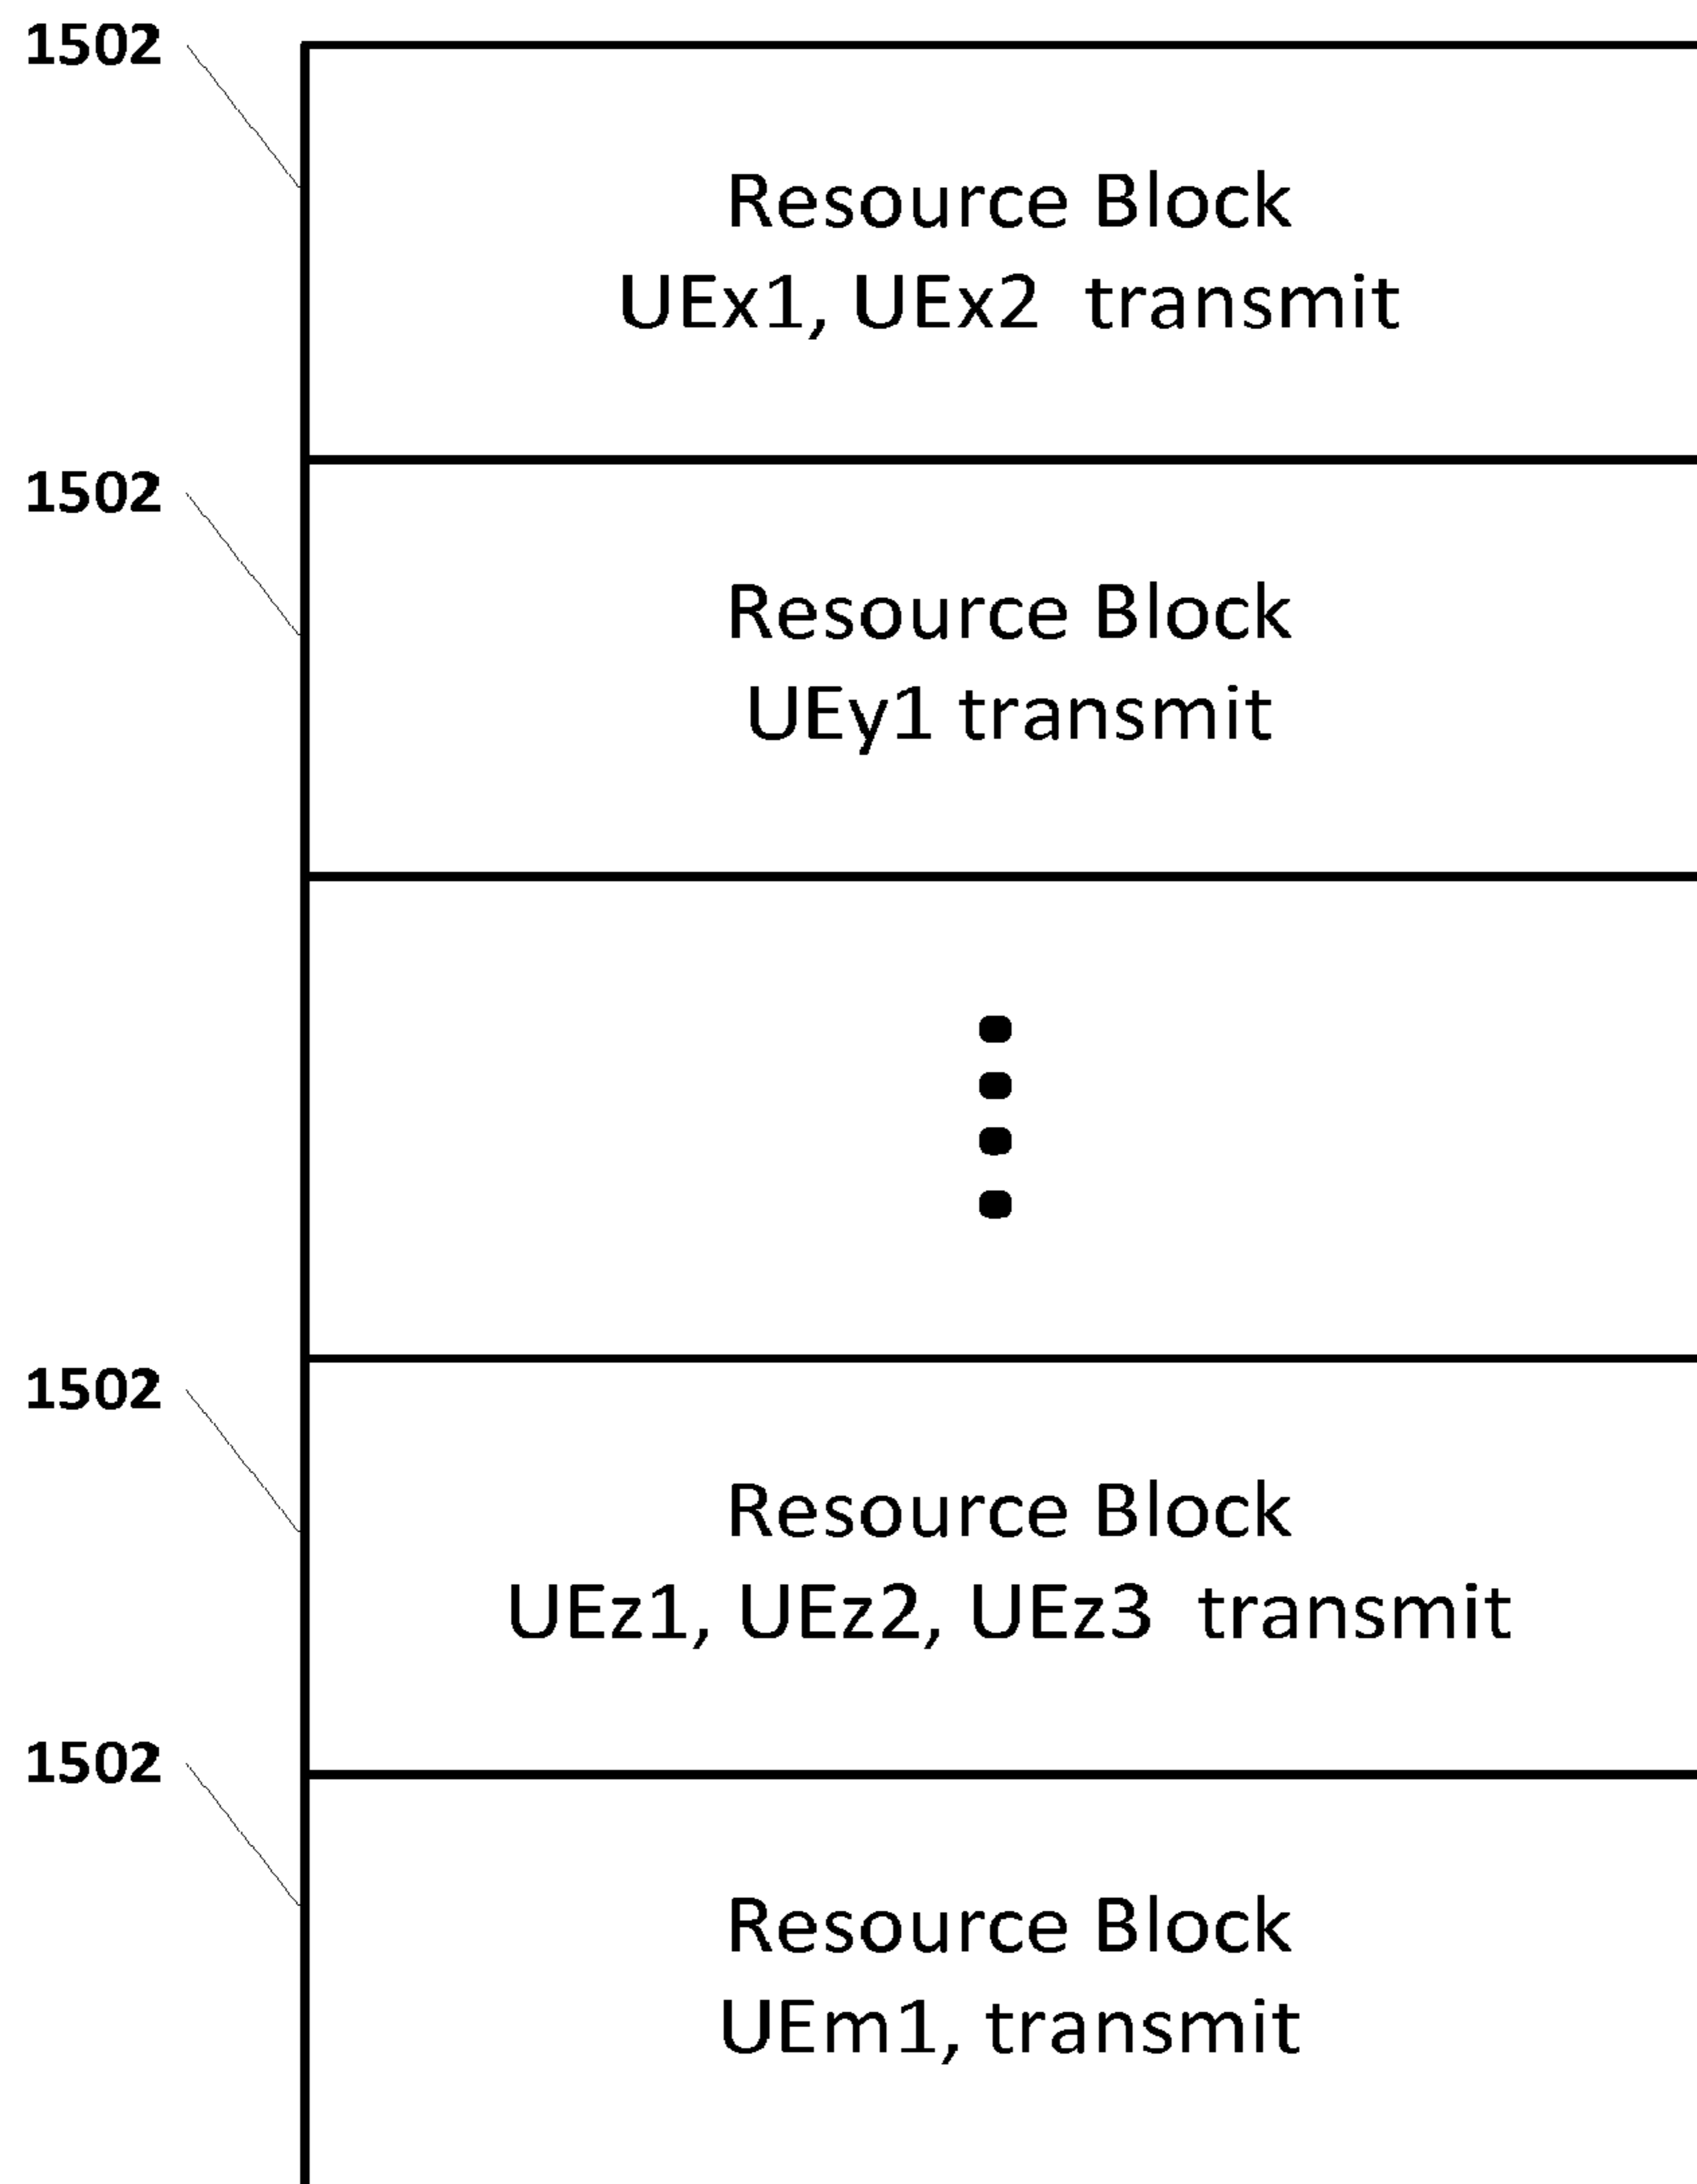 1502
Resource Block
UEx1, UEx2 transmit
1502
Resource Block
UEy1 transmit
1502
Resource Block
UEz1, UEz2, UEz3 transmit
1502
Resource Block
UEm1, transmit